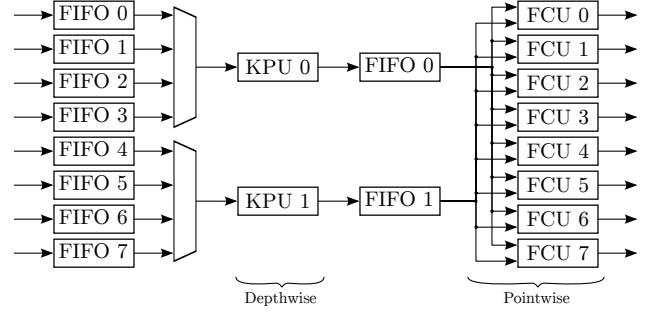 FIFO 0
FIFO 1
FIFO 2
FIFO 3
FIFO 4
FIFO 5
FIFO 6
FIFO 7
KPU 0
KPU 1
Depthwise
FIFO 0
FIFO 1
FCU 0
FCU 1
FCU 2
FCU 3
FCU 4
FCU 5
FCU 6
FCU 7
Pointwise